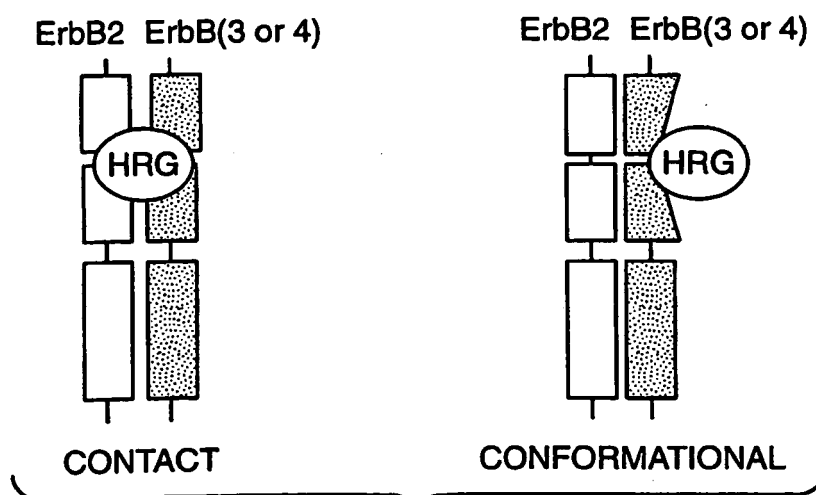 ErbB2 ErbB(3 or 4)
HRG
CONTACT
ErbB2 ErbB(3 or 4)
HRG
CONFORMATIONAL